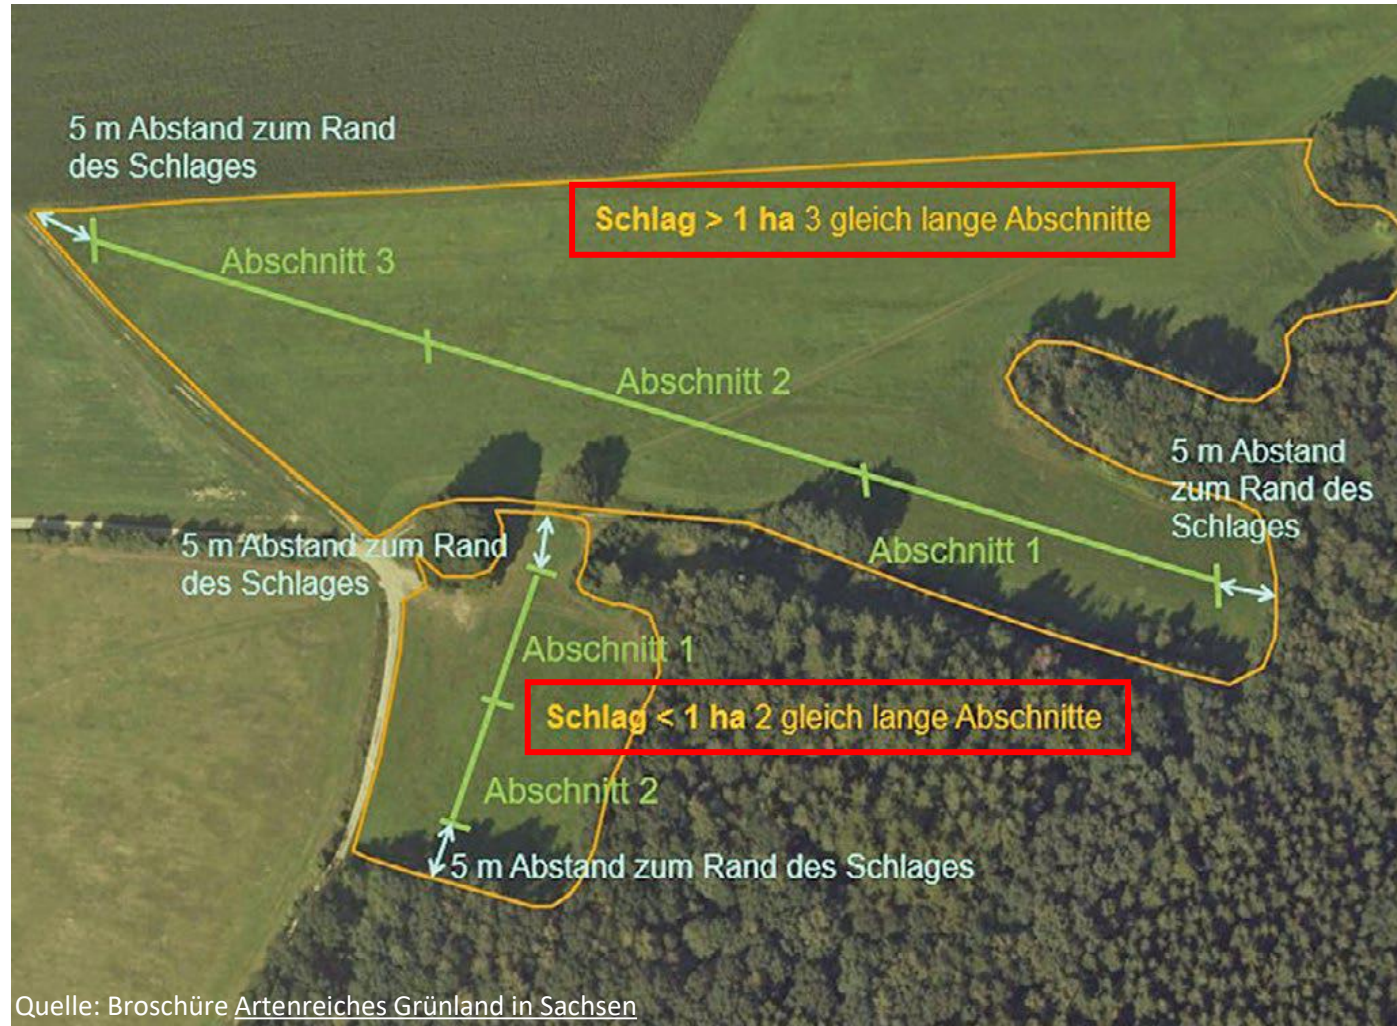 5 m Abstand zum Rand
des Schlages
Schlag > 1 ha 3 gleich lange Abschnitte
Abschnitt 3
Abschnitt 2
5 m Abstand
zum Rand des
Schlages
Abschnitt 1
5 m Abstand zum Rand
des Schlages
Abschnitt 1
Schlag < 1 ha 2 gleich lange Abschnitte
Abschnitt 2
5 m Abstand zum Rand des Schlages
Quelle: Broschüre Artenreiches Grünland in Sachsen